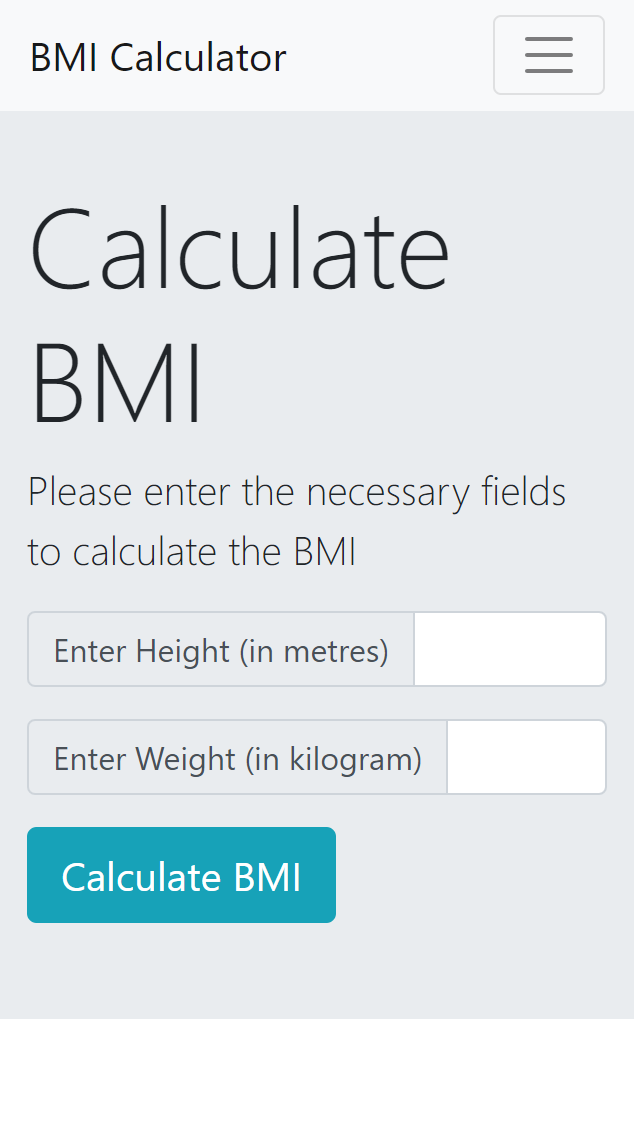 BMI Calculator
Calculate
BMI
Please enter the necessary fields
to calculate the BMI
Enter Height (in metres)
Enter Weight (in kilogram)
Calculate BMI